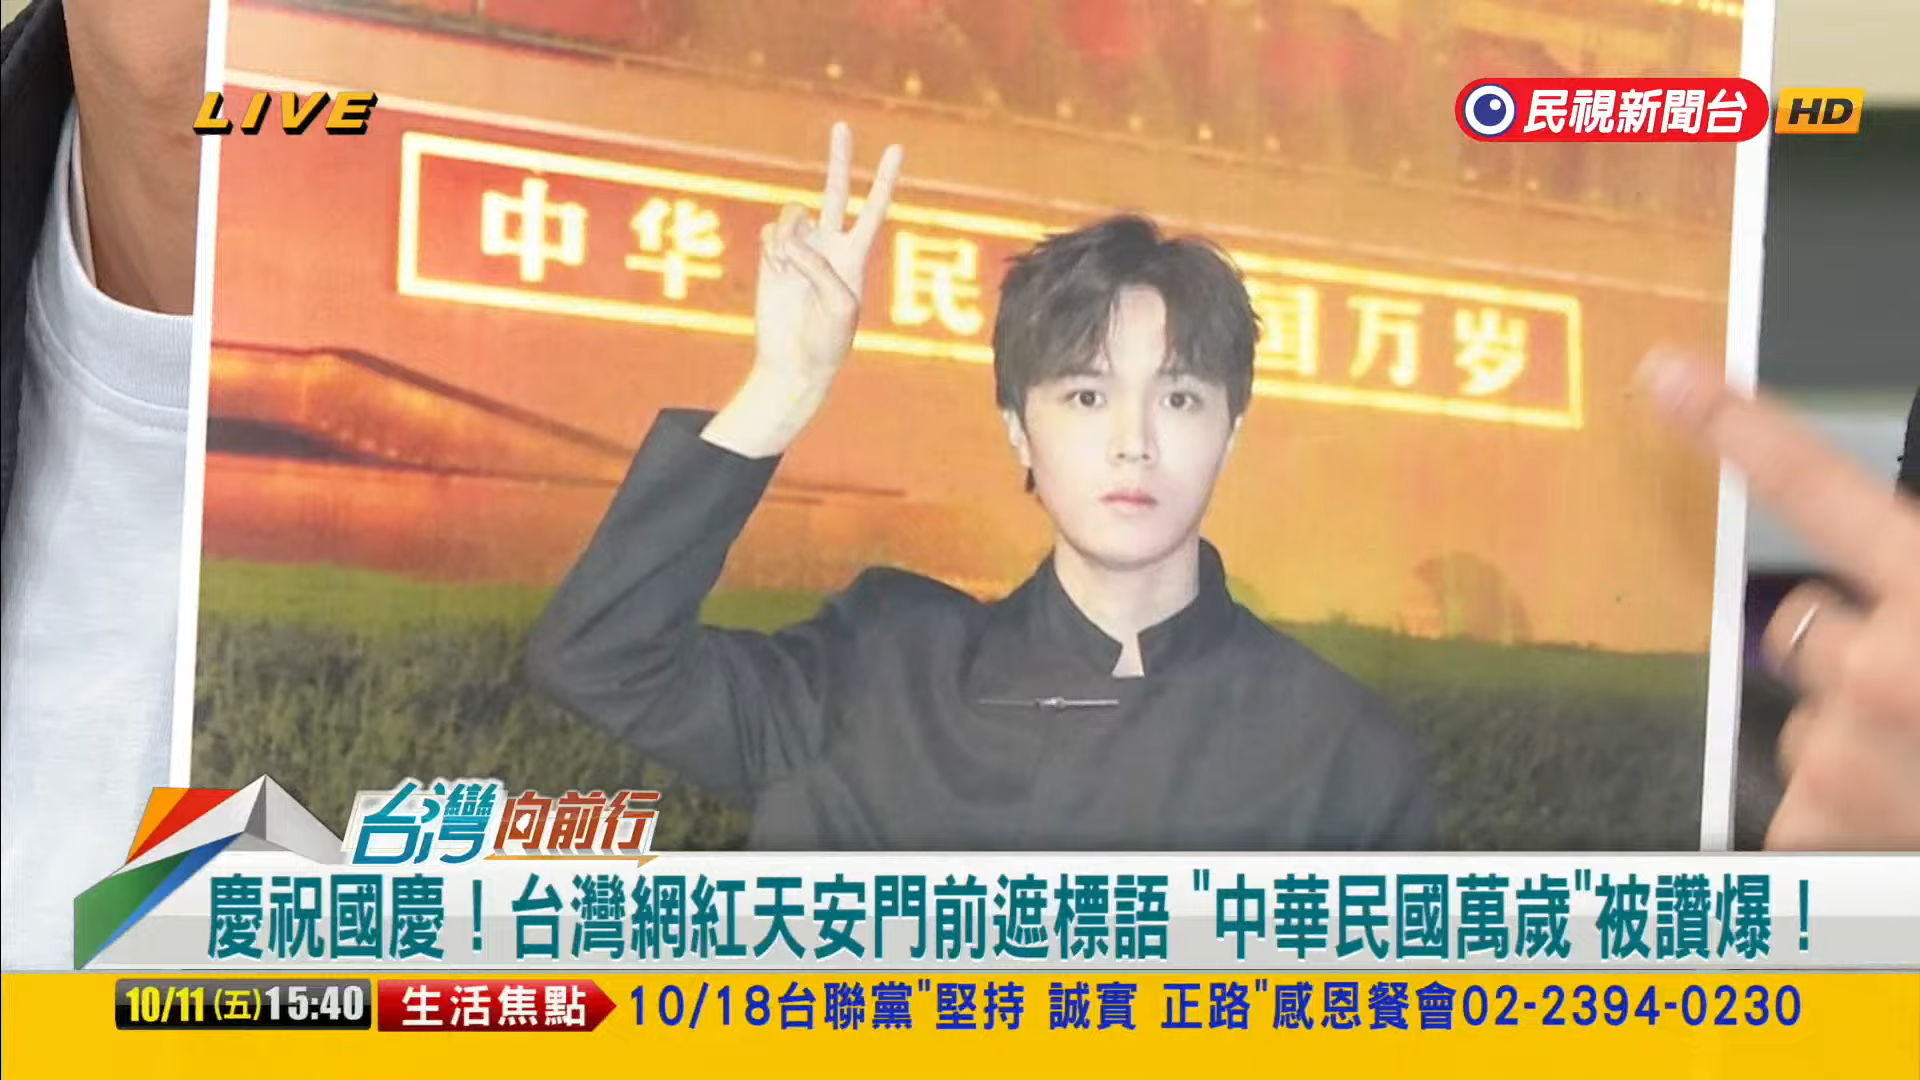 LIVE
民視新聞台 HD
中华 民 国万岁
台灣向前行
慶祝國慶！台灣網紅天安門前遮標語 "中華民國萬歲"被讚爆！
10/11(五)15:40 生活焦點 10/18台聯黨"堅持 誠實 正路"感恩餐會02-2394-0230